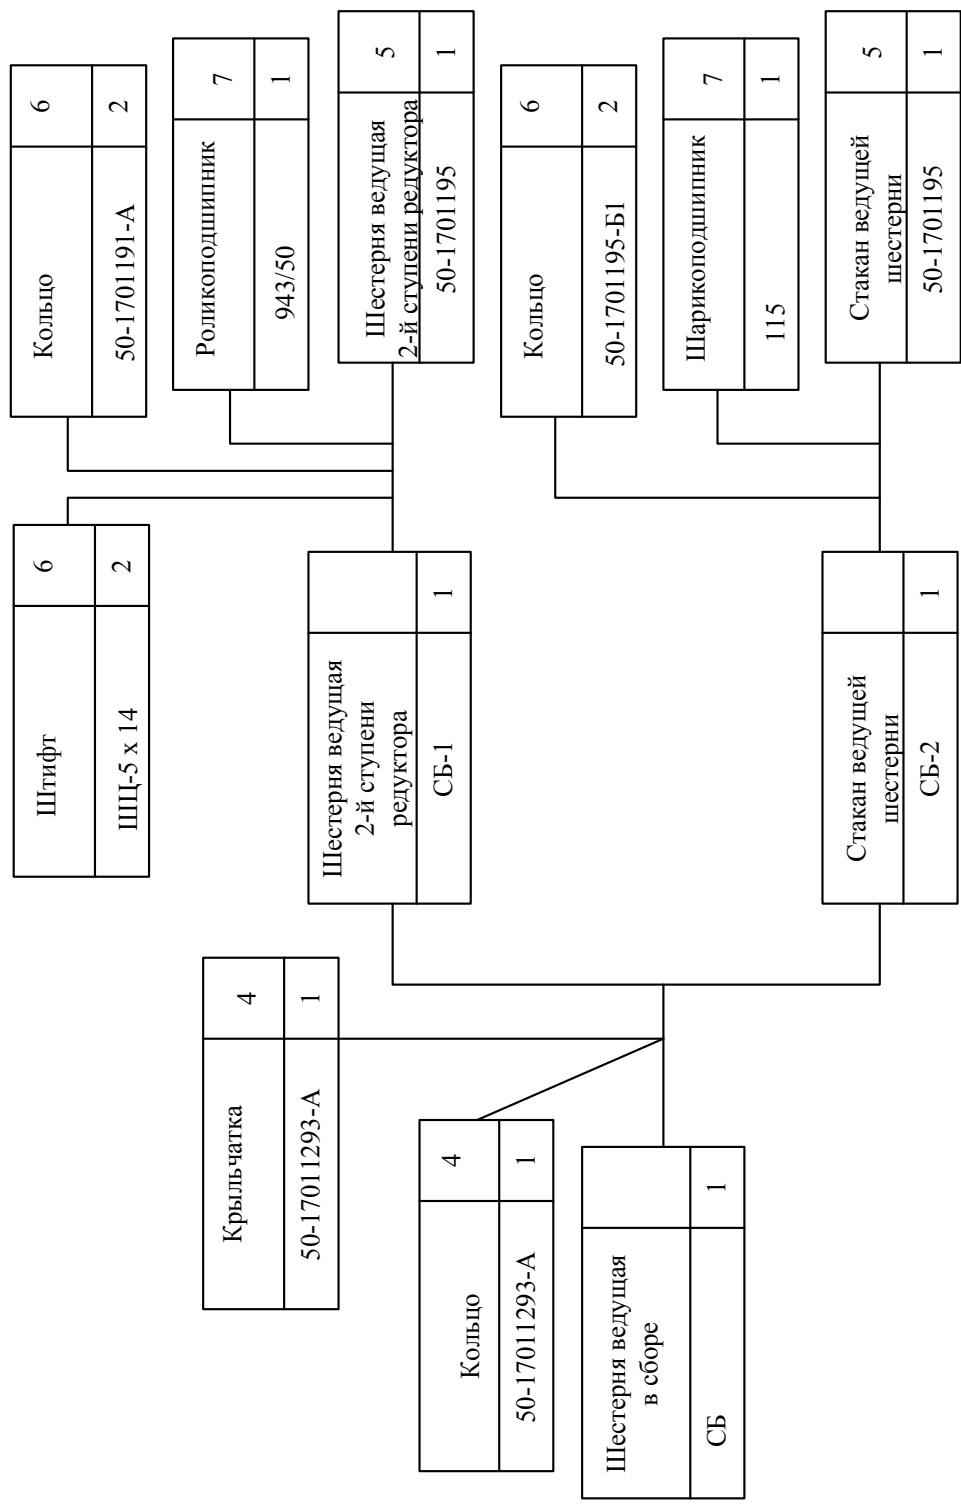 Штифт
6
ШЦ-5 x 14
2
Кольцо
6
50-1701191-А
2
Роликоподшипник
7
943/50
1
Шестерня ведущая
2-й ступени редуктора
5
50-1701195
1
Крыльчатка
4
50-17011293-А
1
Шестерня ведущая
2-й ступени
редуктора
СБ-1
1
Кольцо
4
50-17011293-А
1
Кольцо
6
50-1701195-Б1
2
Шестерня ведущая
в сборе
СБ
1
Шарикоподшипник
7
115
1
Стакан ведущей
шестерни
СБ-2
1
Стакан ведущей
шестерни
5
50-1701195
1